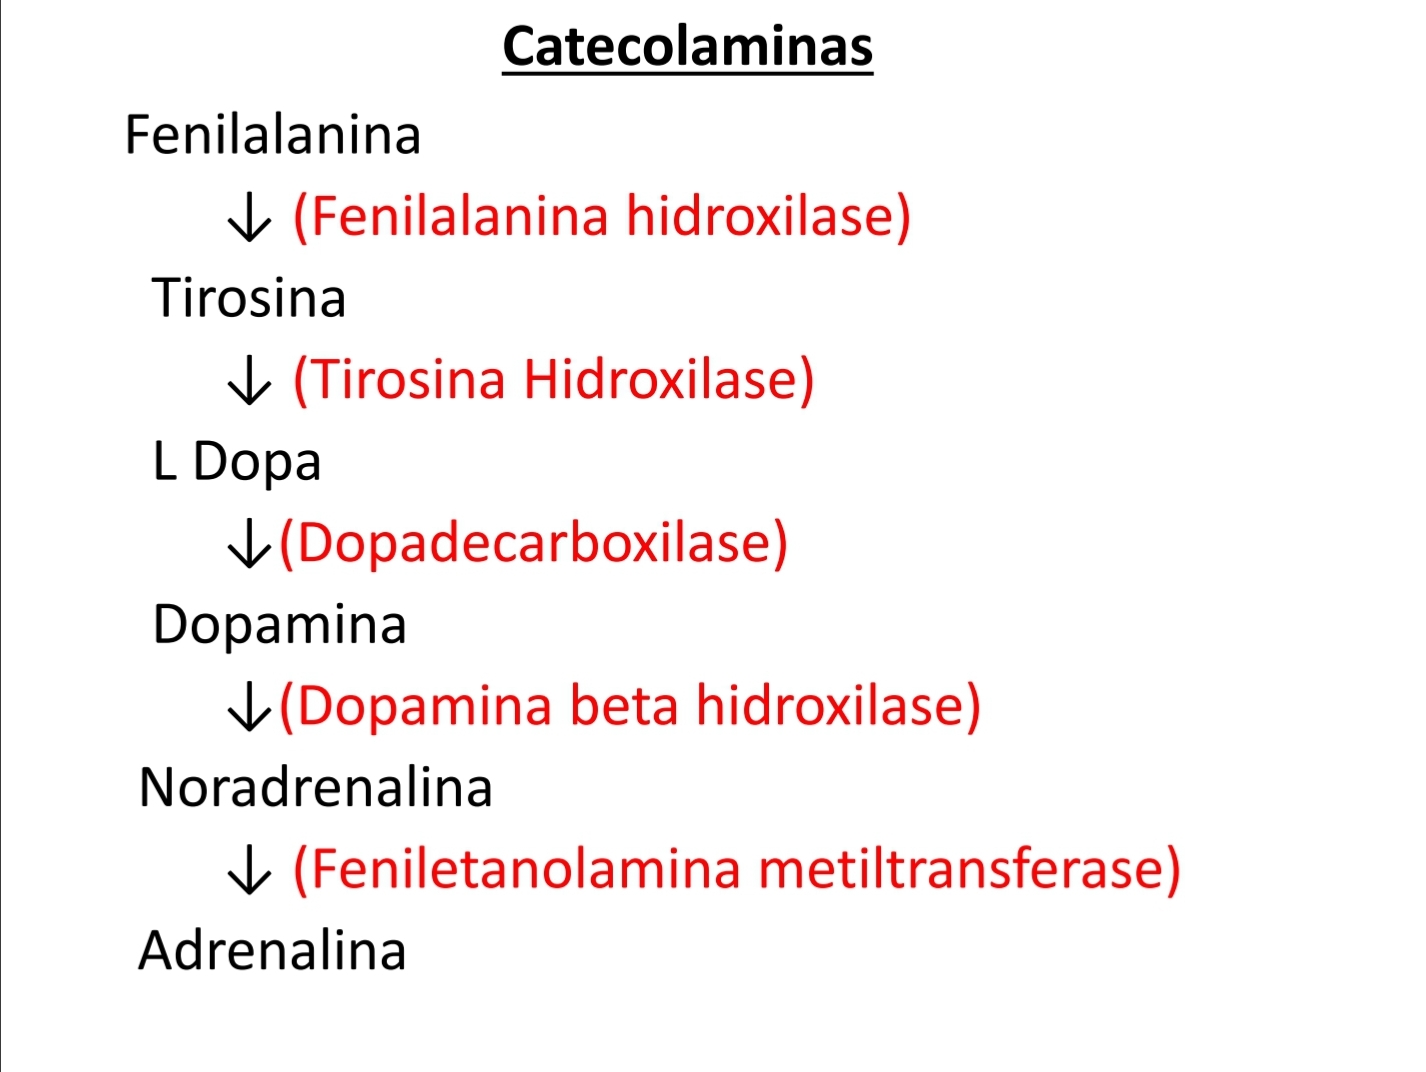 Catecolaminas
Fenilalanina
↓ (Fenilalanina hidroxilase)
Tirosina
↓ (Tirosina Hidroxilase)
L Dopa
↓(Dopadecarboxilase)
Dopamina
↓(Dopamina beta hidroxilase)
Noradrenalina
↓ (Feniletanolamina metiltransferase)
Adrenalina